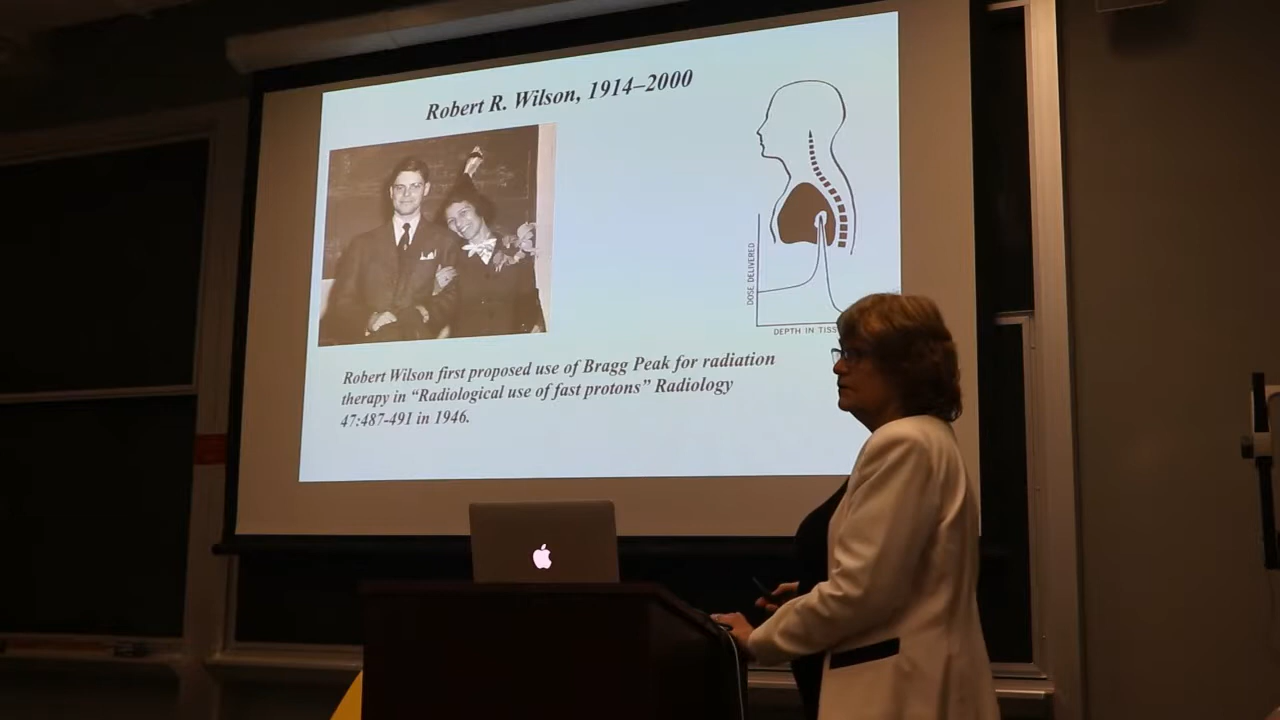 Robert R. Wilson, 1914–2000
DOSE DELIVERED
DEPTH IN
Robert Wilson first proposed use of Bragg Peak for radiation
therapy in “Radiological use of fast protons” Radiology
47:487-491 in 1946.